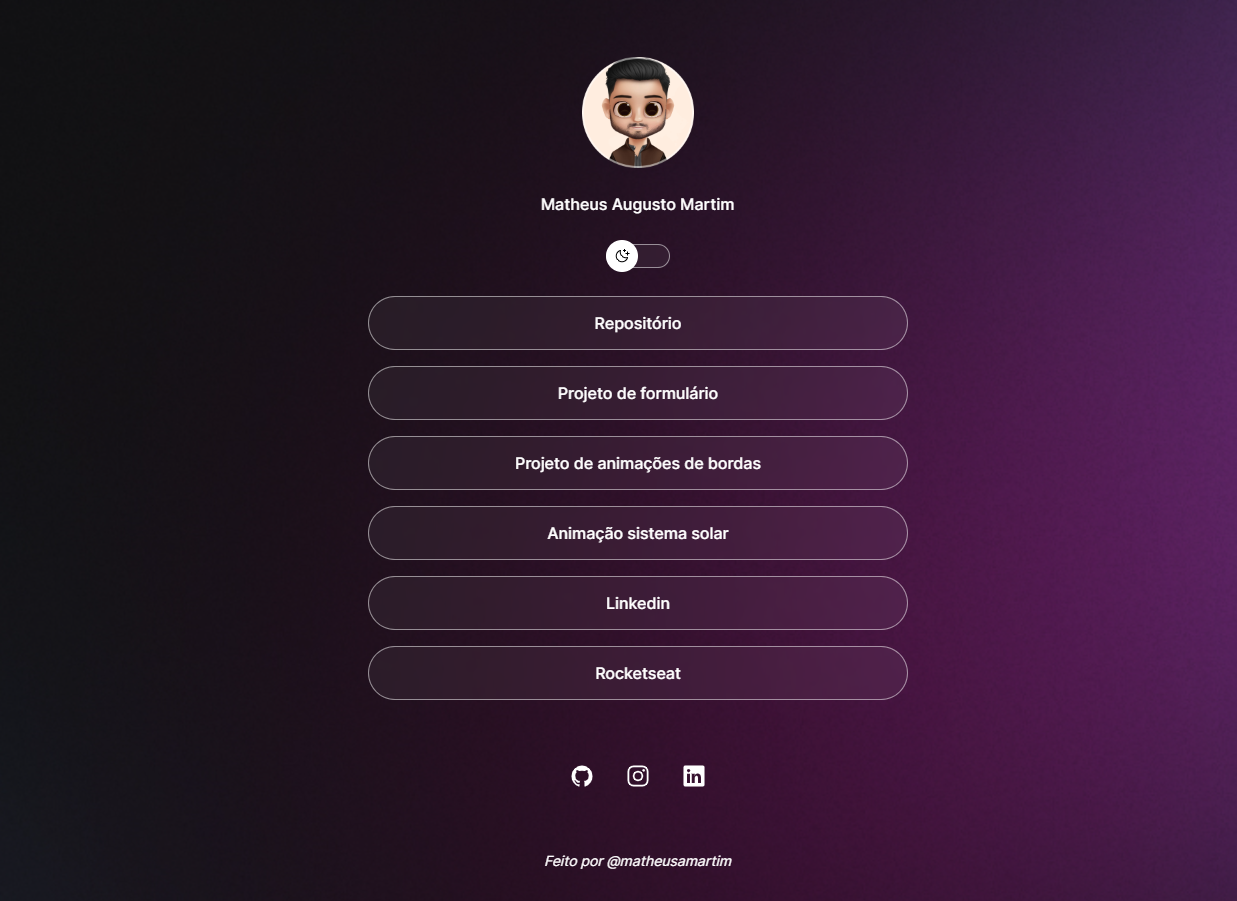 Matheus Augusto Martim
Repositório
Projeto de formulário
Projeto de animações de bordas
Animação sistema solar
Linkedin
Rocketseat
in
Feito por @matheusamartim